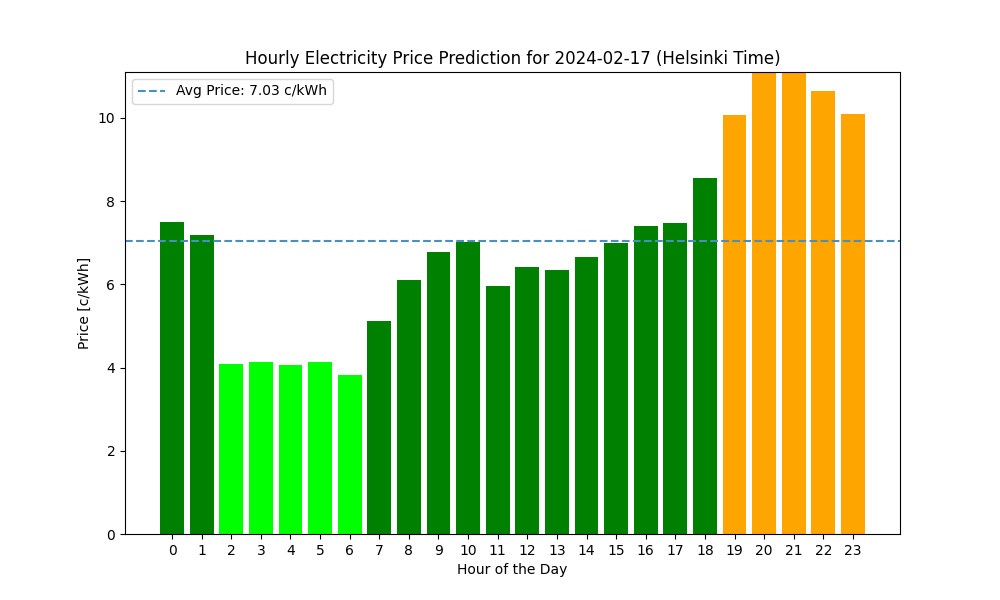 Hourly Electricity Price Prediction for 2024-02-17 (Helsinki Time)
Avg Price: 7.03 c/kWh
Price [c/kWh]
10
8
6
4
2
0
0 1 2 3 4 5 6 7 8 9 10 11 12 13 14 15 16 17 18 19 20 21 22 23
Hour of the Day